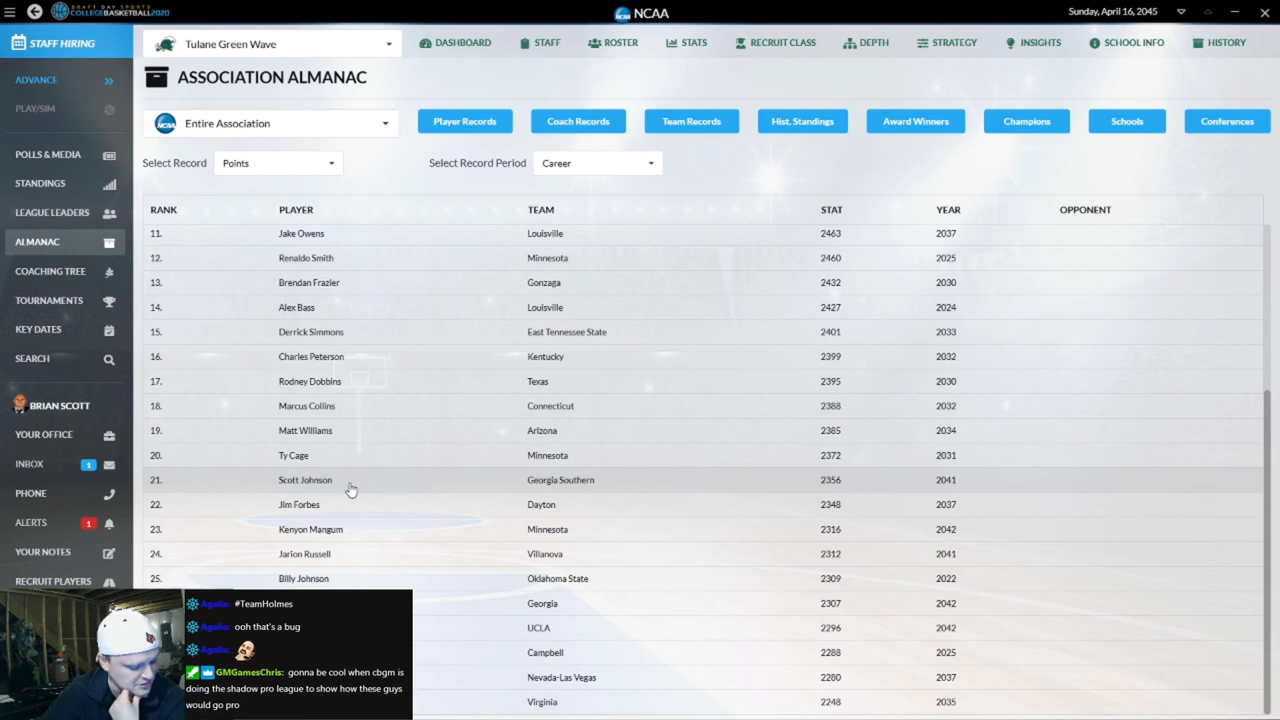 DRAFT DAY SPORTS
COLLEGE BASKETBALL 2020
NCAA
Sunday, April 16, 2045
STAFF HIRING
Tulane Green Wave
DASHBOARD
STAFF
ROSTER
STATS
RECRUIT CLASS
DEPTH
STRATEGY
INSIGHTS
SCHOOL INFO
HISTORY
ADVANCE
PLAY/SIM
POLLS & MEDIA
STANDINGS
LEAGUE LEADERS
ALMANAC
COACHING TREE
TOURNAMENTS
KEY DATES
SEARCH
BRIAN SCOTT
YOUR OFFICE
INBOX 1
PHONE
ALERTS 1
YOUR NOTES
RECRUIT PLAYERS
ASSOCIATION ALMANAC
Entire Association
Player Records
Coach Records
Team Records
Hist. Standings
Award Winners
Champions
Schools
Conferences
Select Record Points
Select Record Period Career
RANK PLAYER TEAM STAT YEAR OPPONENT
11. Jake Owens Louisville 2463 2037
12. Renaldo Smith Minnesota 2460 2025
13. Brendan Frazier Gonzaga 2432 2030
14. Alex Bass Louisville 2427 2024
15. Derrick Simmons East Tennessee State 2401 2033
16. Charles Peterson Kentucky 2399 2032
17. Rodney Dobbins Texas 2395 2030
18. Marcus Collins Connecticut 2388 2032
19. Matt Williams Arizona 2385 2034
20. Ty Cage Minnesota 2372 2031
21. Scott Johnson Georgia Southern 2356 2041
22. Jim Forbes Dayton 2348 2037
23. Kenyon Mangum Minnesota 2316 2042
24. Jarion Russell Villanova 2312 2041
25. Billy Johnson Oklahoma State 2309 2022
Georgia 2307 2042
UCLA 2296 2042
Campbell 2288 2025
Nevada-Las Vegas 2280 2037
Virginia 2248 2035
Agalia: #TeamHolmes
Agalia: ooh that's a bug
Agalia:
GMGamesChris: gonna be cool when cbgm is
doing the shadow pro league to show how these guys
would go pro